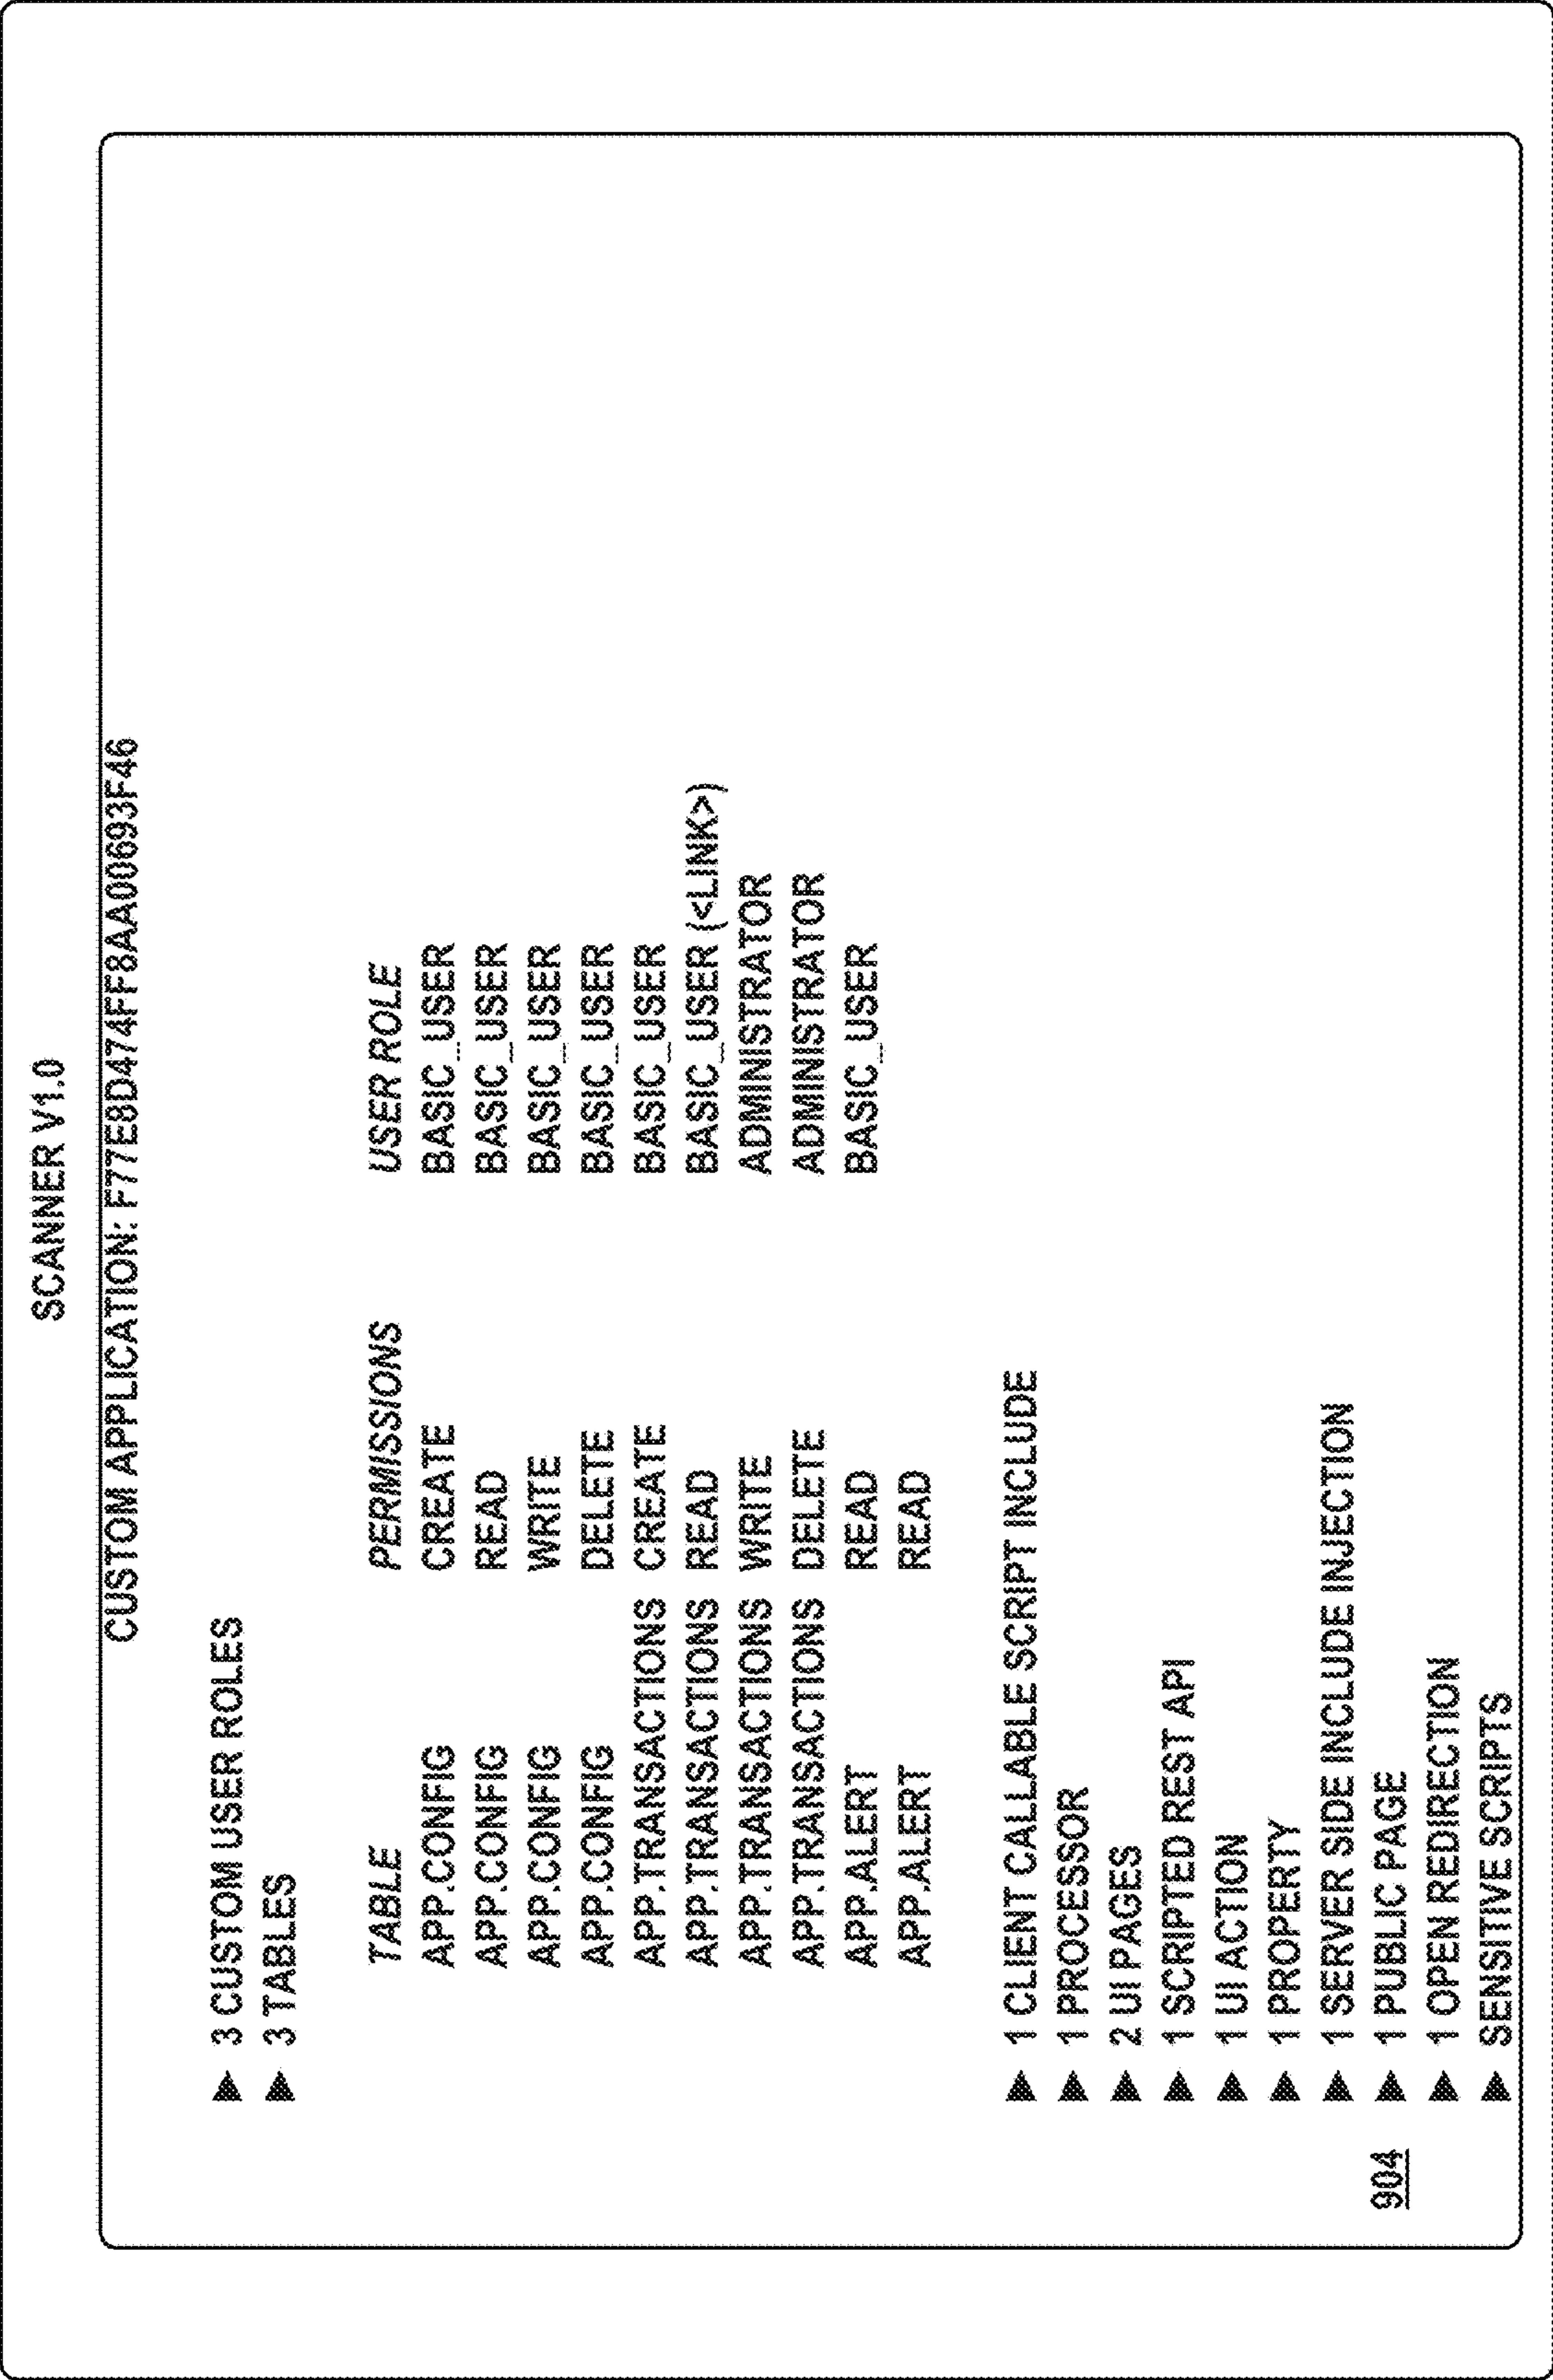 SCANNER V1.0
CUSTOM APPLICATION: F77E8D474FF8AA00693F46
▶ 3 CUSTOM USER ROLES
▶ 3 TABLES
TABLE PERMISSIONS USER ROLE
APP.CONFIG CREATE BASIC_USER
APP.CONFIG READ BASIC_USER
APP.CONFIG WRITE BASIC_USER
APP.CONFIG DELETE BASIC_USER
APP.TRANSACTIONS CREATE BASIC_USER
APP.TRANSACTIONS READ BASIC_USER (<LINK>)
APP.TRANSACTIONS WRITE ADMINISTRATOR
APP.TRANSACTIONS DELETE ADMINISTRATOR
APP.ALERT READ BASIC_USER
APP.ALERT READ
▶ 1 CLIENT CALLABLE SCRIPT INCLUDE
▶ 1 PROCESSOR
▶ 2 UI PAGES
▶ 1 SCRIPTED REST API
▶ 1 UI ACTION
▶ 1 PROPERTY
▶ 1 SERVER SIDE INCLUDE INJECTION
▶ 1 PUBLIC PAGE
▶ 1 OPEN REDIRECTION
▶ SENSITIVE SCRIPTS
904